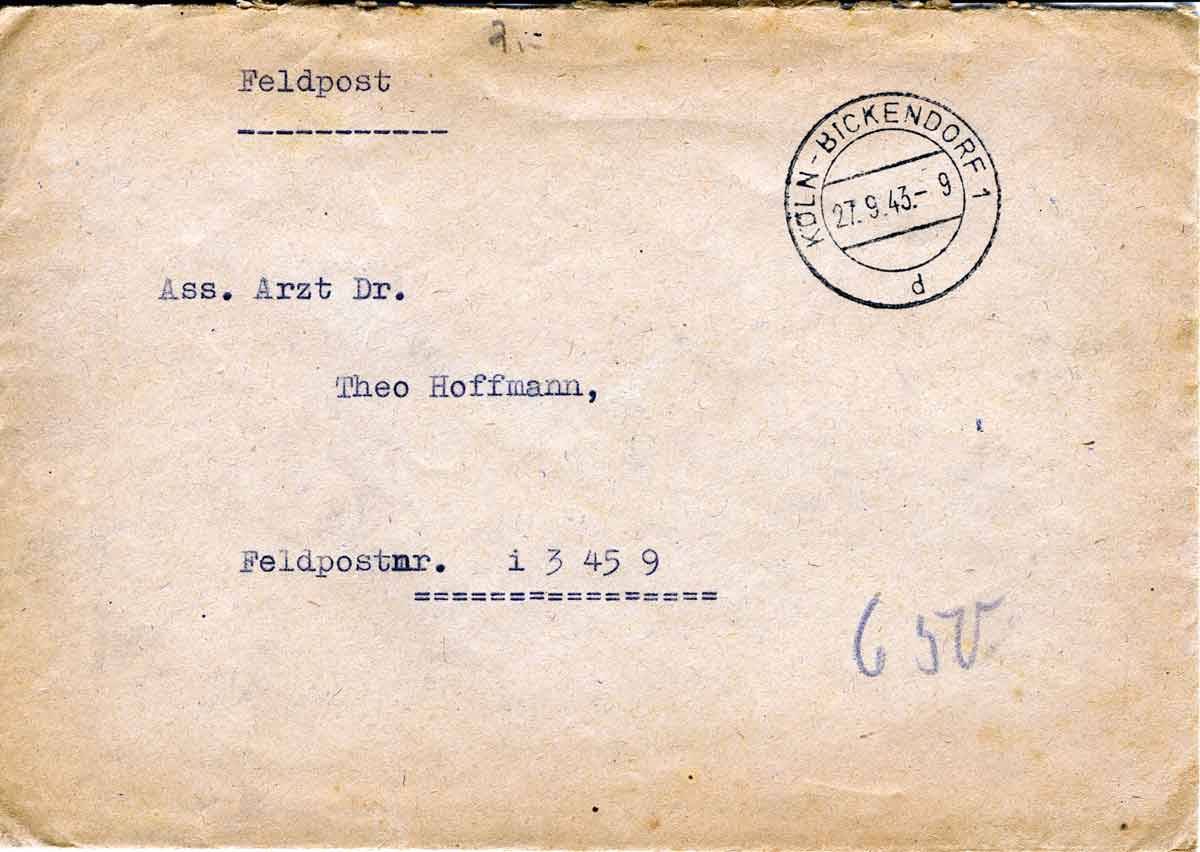 Feldpost
-----------
KÖLN-BICKENDORF 1
27.9.43.- 9
d
Ass. Arzt Dr.
Theo Hoffmann,
Feldpostnr. i 3 45 9
================